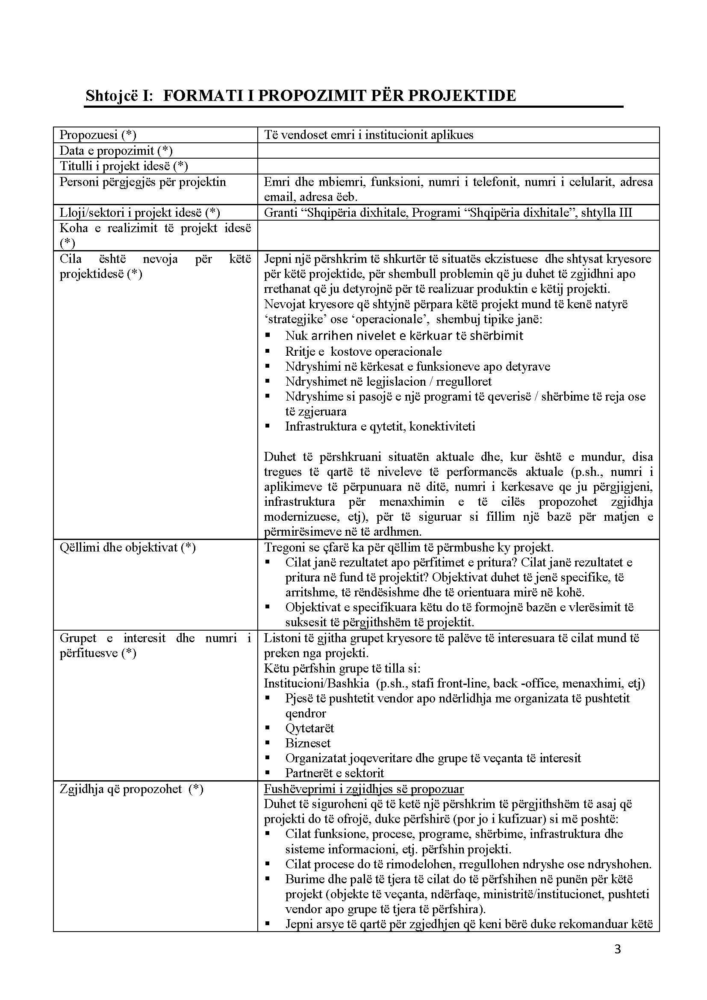 Shtojcë I: FORMATI I PROPOZIMIT PËR PROJEKTIDE
Propozuesi (*)
Të vendoset emri i institucionit aplikues
Data e propozimit (*)
Titulli i projekt idesë (*)
Personi përgjegjës për projektin
Emri dhe mbiemri, funksioni, numri i telefonit, numri i celularit, adresa
email, adresa ëeb.
Lloji/sektori i projekt idesë (*)
Granti “Shqipëria dixhitale, Programi “Shqipëria dixhitale”, shtylla III
Koha e realizimit të projekt idesë
(*)
Cila është nevoja për këtë
projektidesë (*)
Jepni një përshkrim të shkurtër të situatës ekzistuese dhe shtysat kryesore
për këtë projektide, për shembull problemin që ju duhet të zgjidhni apo
rrethanat që ju detyrojnë për të realizuar produktin e këtij projekti.
Nevojat kryesore që shtyjnë përpara këtë projekt mund të kenë natyrë
‘strategjike’ ose ‘operacionale’, shembuj tipike janë:
▪ Nuk arrihen nivelet e kërkuar të shërbimit
▪ Rritje e kostove operacionale
▪ Ndryshimi në kërkesat e funksioneve apo detyrave
▪ Ndryshimet në legjislacion / rregulloret
▪ Ndryshime si pasojë e një programi të qeverisë / shërbime të reja ose
të zgjeruara
▪ Infrastruktura e qytetit, konektiviteti
Duhet të përshkruani situatën aktuale dhe, kur është e mundur, disa
tregues të qartë të niveleve të performancës aktuale (p.sh., numri i
aplikimeve të përpunuara në ditë, numri i kerkesave qe ju përgjigjeni,
infrastruktura për menaxhimin e të cilës propozohet zgjidhja
modernizuese, etj), për të siguruar si fillim një bazë për matjen e
përmirësimeve në të ardhmen.
Qëllimi dhe objektivat (*)
Tregoni se çfarë ka për qëllim të përmbushe ky projekt.
▪ Cilat janë rezultatet apo përfitimet e pritura? Cilat janë rezultatet e
pritura në fund të projektit? Objektivat duhet të jenë specifike, të
arritshme, të rëndësishme dhe të orientuara mirë në kohë.
▪ Objektivat e specifikuara këtu do të formojnë bazën e vlerësimit të
suksesit të përgjithshëm të projektit.
Grupet e interesit dhe numri i
përfituesve (*)
Listoni të gjitha grupet kryesore të palëve të interesuara të cilat mund të
preken nga projekti.
Këtu përfshin grupe të tilla si:
Institucioni/Bashkia (p.sh., stafi front-line, back -office, menaxhimi, etj)
▪ Pjesë të pushtetit vendor apo ndërlidhja me organizata të pushtetit
qendror
▪ Qytetarët
▪ Bizneset
▪ Organizatat joqeveritare dhe grupe të veçanta të interesit
▪ Partnerët e sektorit
Zgjidhja që propozohet (*)
Fushëveprimi i zgjidhjes së propozuar
Duhet të siguroheni që të ketë një përshkrim të përgjithshëm të asaj që
projekti do të ofrojë, duke përfshirë (por jo i kufizuar) si më poshtë:
▪ Cilat funksione, procese, programe, shërbime, infrastruktura dhe
sisteme informacioni, etj. përfshin projekti.
▪ Cilat procese do të rimodelohen, rregullohen ndryshe ose ndryshohen.
▪ Burime dhe palë të tjera të cilat do të përfshihen në punën për këtë
projekt (objekte të veçanta, ndërfaqe, ministritë/institucionet, pushteti
vendor apo grupe të tjera të përfshira).
▪ Jepni arsye të qartë për zgjedhjen që keni bërë duke rekomanduar këtë
3